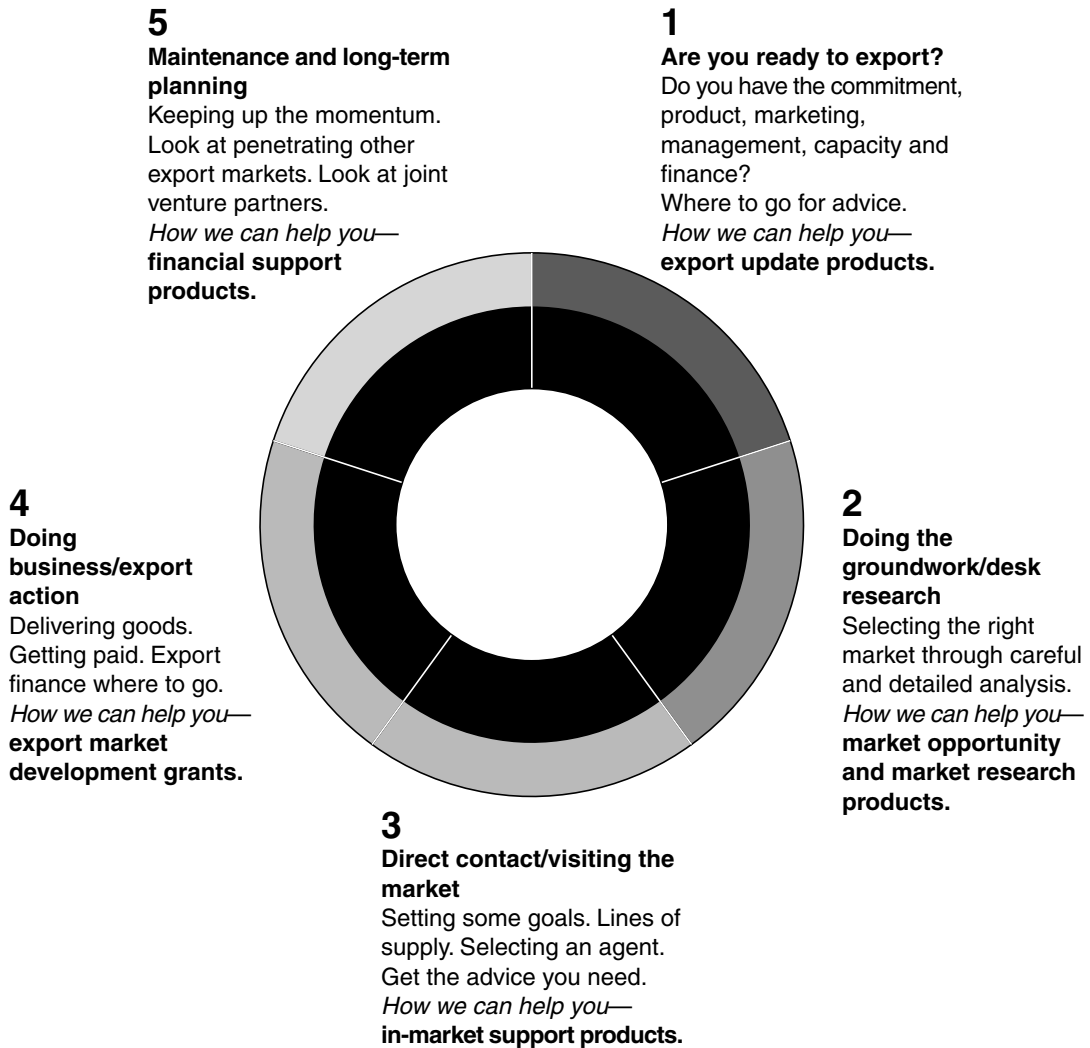 1
Are you ready to export?
Do you have the commitment,
product, marketing,
management, capacity and
finance?
Where to go for advice.
How we can help you—
export update products.
2
Doing the
groundwork/desk
research
Selecting the right
market through careful
and detailed analysis.
How we can help you—
market opportunity
and market research
products.
3
Direct contact/visiting the
market
Setting some goals. Lines of
supply. Selecting an agent.
Get the advice you need.
How we can help you—
in-market support products.
4
Doing
business/export
action
Delivering goods.
Getting paid. Export
finance where to go.
How we can help you—
export market
development grants.
5
Maintenance and long-term
planning
Keeping up the momentum.
Look at penetrating other
export markets. Look at joint
venture partners.
How we can help you—
financial support
products.